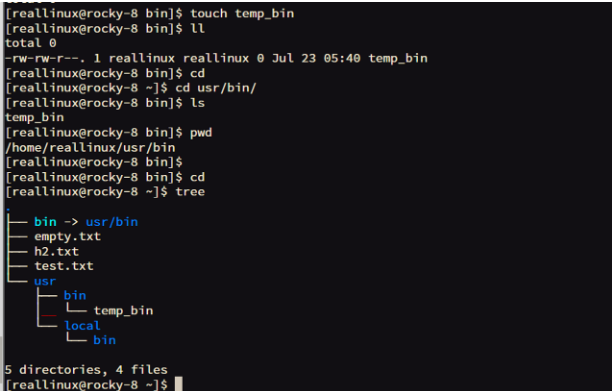 [reallinux@rocky-8 bin]$ touch temp_bin
[reallinux@rocky-8 bin]$ ll
total 0
-rw-rw-r--. 1 reallinux reallinux 0 Jul 23 05:40 temp_bin
[reallinux@rocky-8 bin]$ cd
[reallinux@rocky-8 ~]$ cd usr/bin/
[reallinux@rocky-8 bin]$ ls
temp_bin
[reallinux@rocky-8 bin]$ pwd
/home/reallinux/usr/bin
[reallinux@rocky-8 bin]$
[reallinux@rocky-8 bin]$ cd
[reallinux@rocky-8 ~]$ tree
.
├── bin -> usr/bin
├── empty.txt
├── h2.txt
├── test.txt
└── usr
    ├── bin
    │   └── temp_bin
    └── local
        └── bin

5 directories, 4 files
[reallinux@rocky-8 ~]$